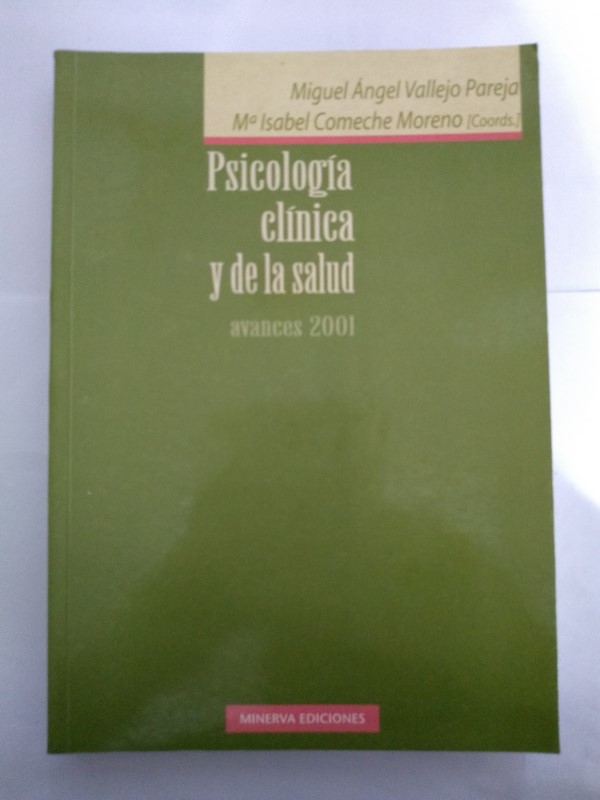 Miguel Ángel Vallejo Pareja
Mª Isabel Comeche Moreno [Coords.]
Psicología
clínica
y de la salud
avances 2001
MINERVA EDICIONES